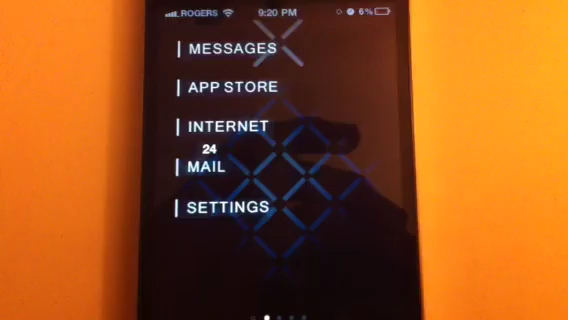 ROGERS 9:20 PM 6%
MESSAGES
APP STORE
INTERNET
24
MAIL
SETTINGS